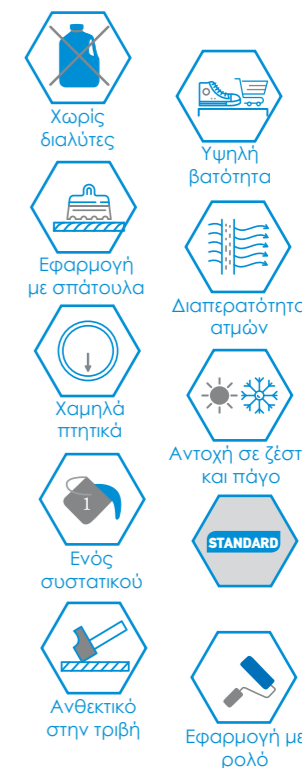 Χωρίς
διαλύτες
Υψηλή
βατότητα
Εφαρμογή
με σπάτουλα
Διαπερατότητα
ατμών
Χαμηλά
πτητικά
Αντοχή σε ζέστ
και πάγο
1
Ενός
συστατικού
STANDARD
Ανθεκτικό
στην τριβή
Εφαρμογή με
ρολό